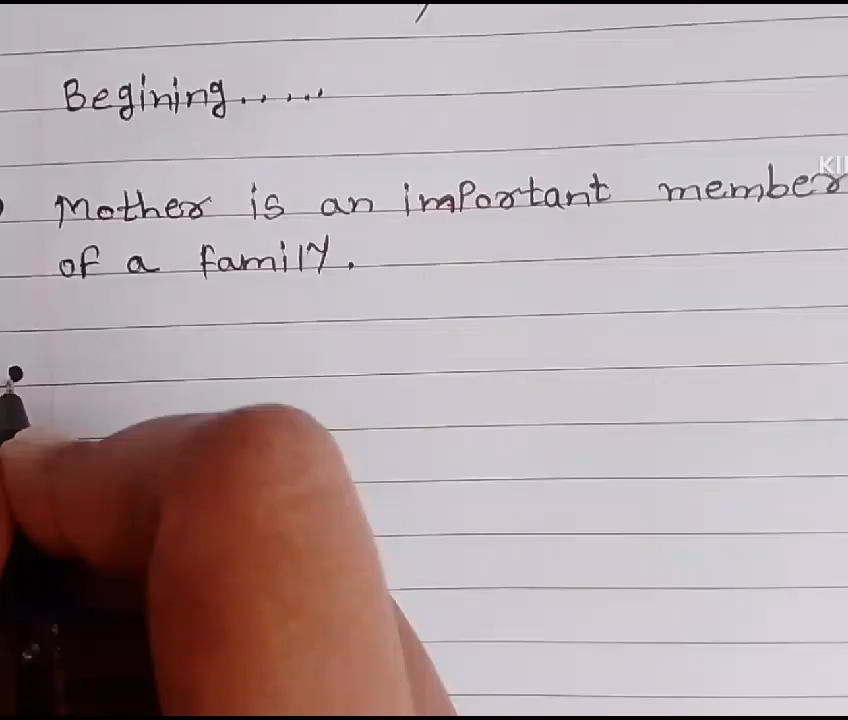 Begining.....
Mother is an important member
of a family.